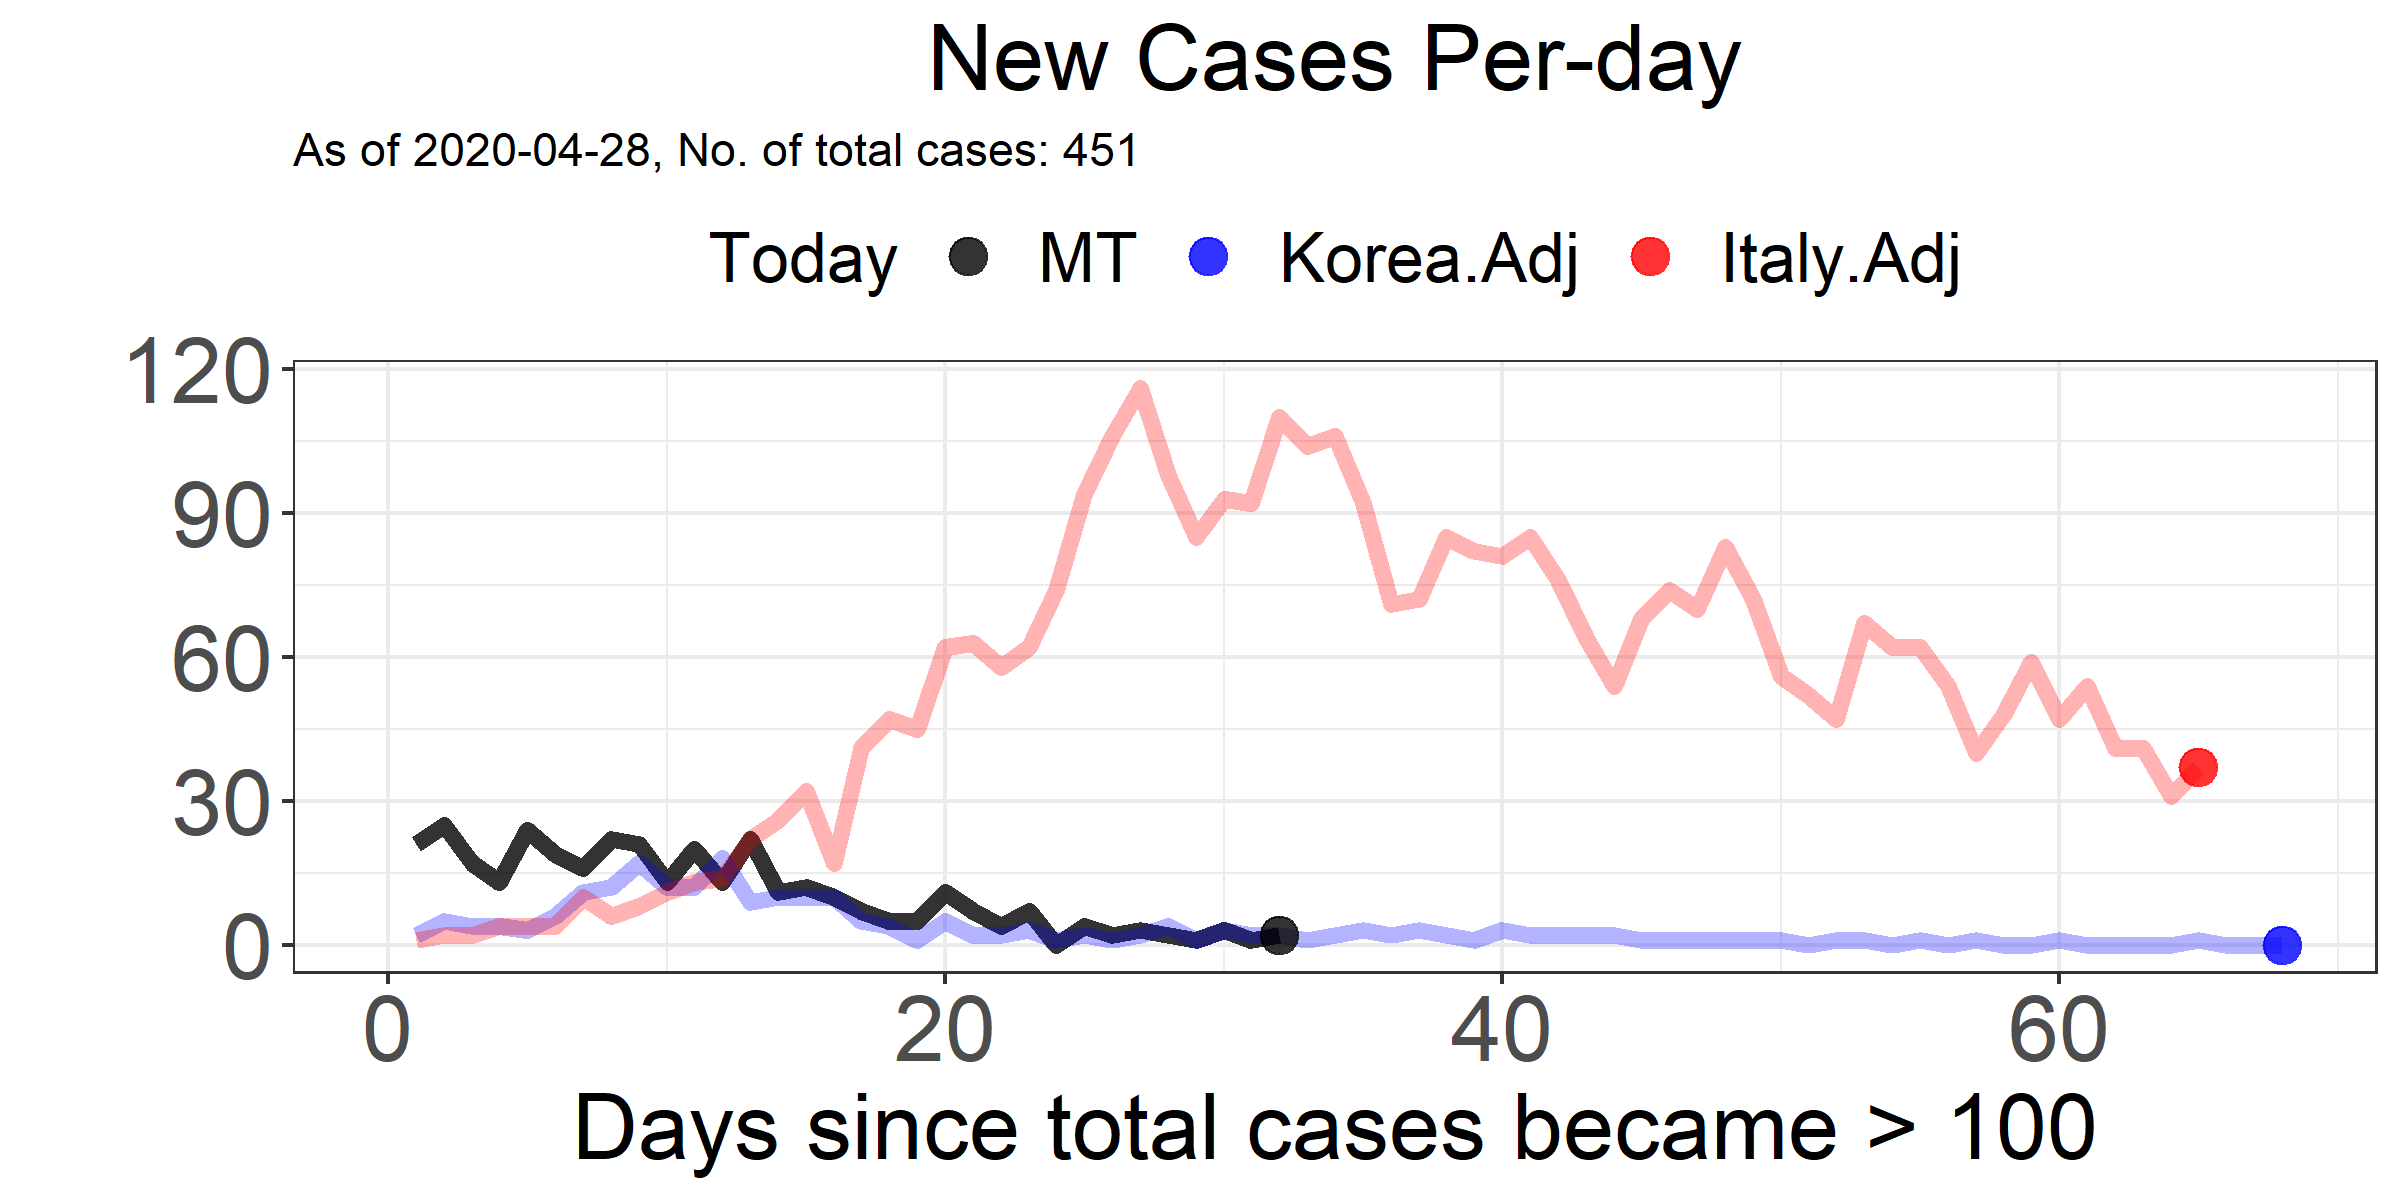 New Cases Per-day
As of 2020-04-28, No. of total cases: 451
Today MT Korea.Adj Italy.Adj
120
90
60
30
0
0 20 40 60
Days since total cases became > 100